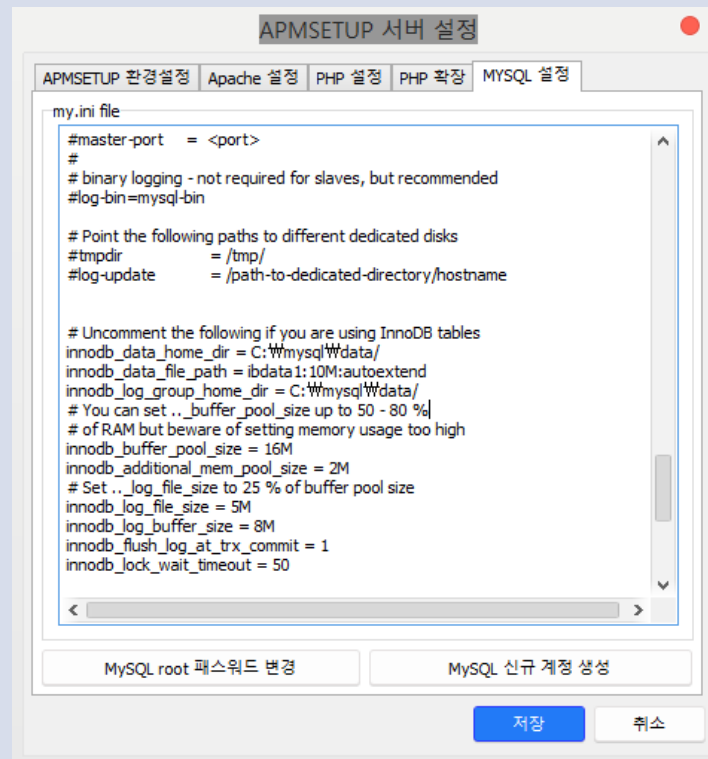 APMSETUP 서버 설정
APMSETUP 환경설정 Apache 설정 PHP 설정 PHP 확장 MYSQL 설정
my.ini file
#master-port = <port>
#
# binary logging - not required for slaves, but recommended
#log-bin=mysql-bin
# Point the following paths to different dedicated disks
#tmpdir = /tmp/
#log-update = /path-to-dedicated-directory/hostname
# Uncomment the following if you are using InnoDB tables
innodb_data_home_dir = C:₩₩mysql₩₩data/
innodb_data_file_path = ibdata1:10M:autoextend
innodb_log_group_home_dir = C:₩₩mysql₩₩data/
# You can set .._buffer_pool_size up to 50 - 80 %
# of RAM but beware of setting memory usage too high
innodb_buffer_pool_size = 16M
innodb_additional_mem_pool_size = 2M
# Set .._log_file_size to 25 % of buffer pool size
innodb_log_file_size = 5M
innodb_log_buffer_size = 8M
innodb_flush_log_at_trx_commit = 1
innodb_lock_wait_timeout = 50
MySQL root 패스워드 변경 MySQL 신규 계정 생성
저장 취소